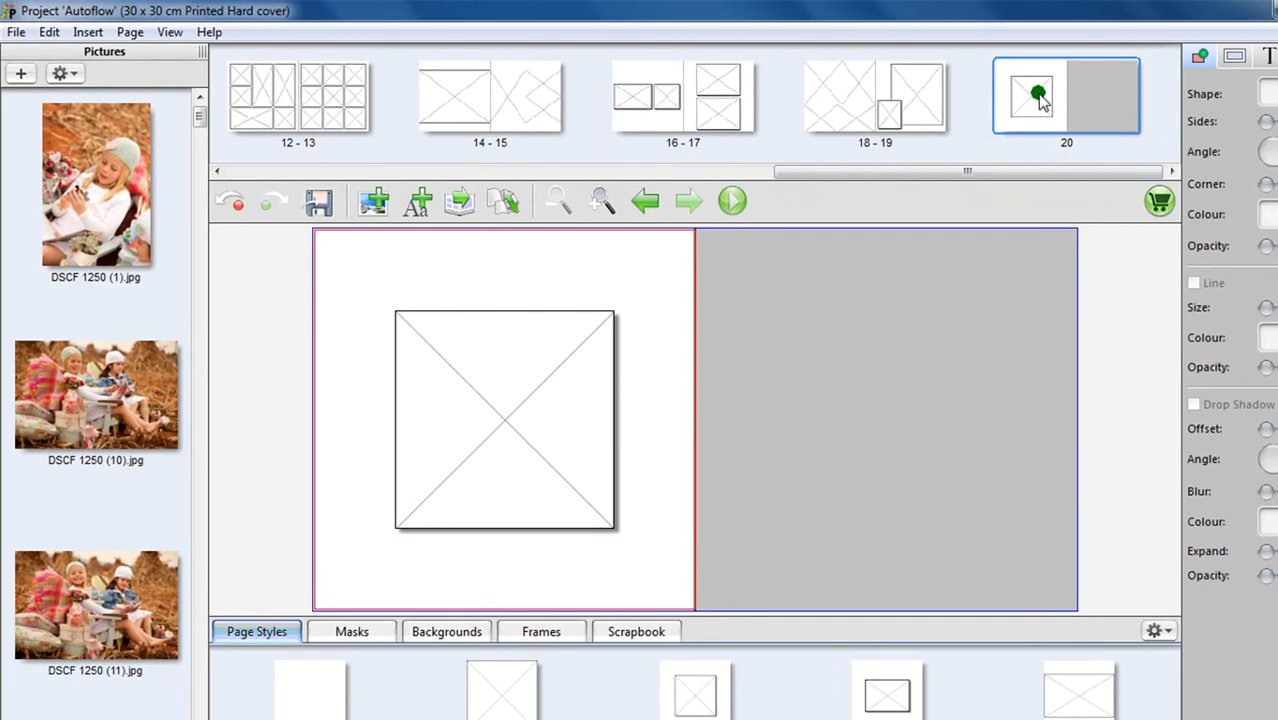 Project 'Autoflow' (30 x 30 cm Printed Hard cover)
File Edit Insert Page View Help
Pictures
DSCF 1250 (1).jpg
DSCF 1250 (10).jpg
DSCF 1250 (11).jpg
12 - 13 14 - 15 16 - 17 18 - 19 20
Aa
Page Styles Masks Backgrounds Frames Scrapbook
T
Shape:
Sides:
Angle:
Corner:
Colour:
Opacity:
Line
Size:
Colour:
Opacity:
Drop Shadow
Offset:
Angle:
Blur:
Colour:
Expand:
Opacity: